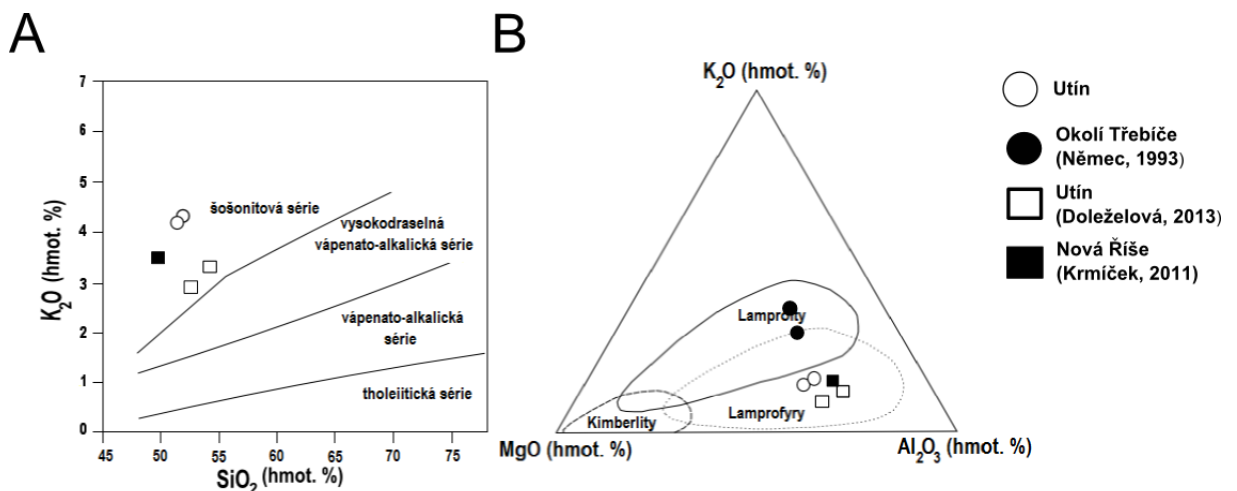 A
7
6
5
4
3
2
1
0
K2O (hmot. %)
45
50
55
60
65
70
75
SiO2 (hmot. %)
šošonitová série
vysokodraselná
vápenato-alkalická série
vápenato-alkalická
série
tholeiitická série
B
K2O (hmot. %)
Lamproity
Lamprofyry
Kimberlity
MgO (hmot. %)
Al2O3 (hmot. %)
Utín
Okolí Třebíče
(Němec, 1993)
Utín
(Doleželová, 2013)
Nová Říše
(Krmíček, 2011)